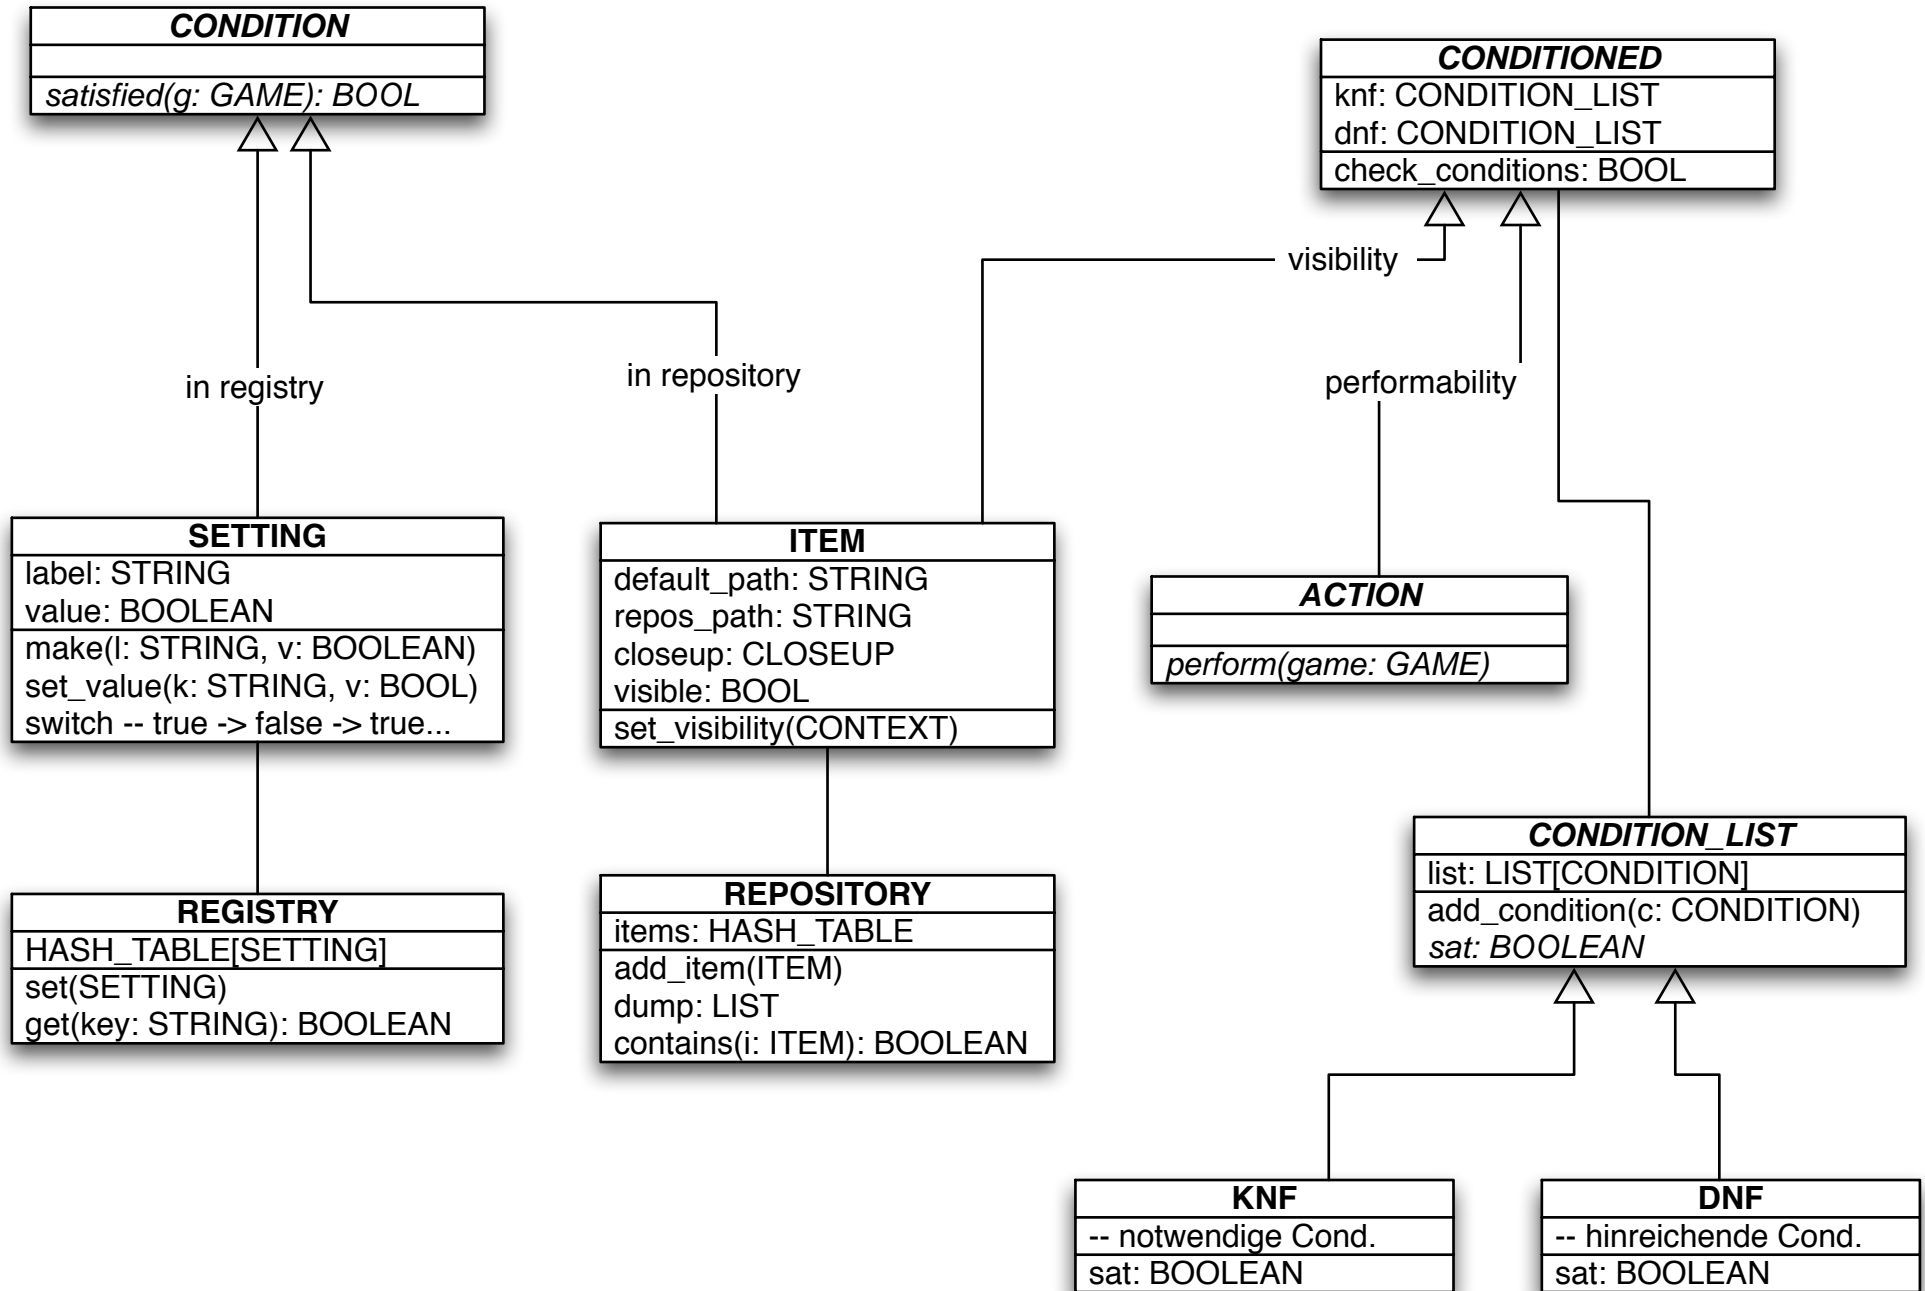 CONDITION
satisfied(g: GAME): BOOL
CONDITIONED
knf: CONDITION_LIST
dnf: CONDITION_LIST
check_conditions: BOOL
visibility
in registry
in repository
performability
SETTING
label: STRING
value: BOOLEAN
make(l: STRING, v: BOOLEAN)
set_value(k: STRING, v: BOOL)
switch -- true -> false -> true...
ITEM
default_path: STRING
repos_path: STRING
closeup: CLOSEUP
visible: BOOL
set_visibility(CONTEXT)
ACTION
perform(game: GAME)
CONDITION_LIST
list: LIST[CONDITION]
add_condition(c: CONDITION)
sat: BOOLEAN
REGISTRY
HASH_TABLE[SETTING]
set(SETTING)
get(key: STRING): BOOLEAN
REPOSITORY
items: HASH_TABLE
add_item(ITEM)
dump: LIST
contains(i: ITEM): BOOLEAN
KNF
-- notwendige Cond.
sat: BOOLEAN
DNF
-- hinreichende Cond.
sat: BOOLEAN